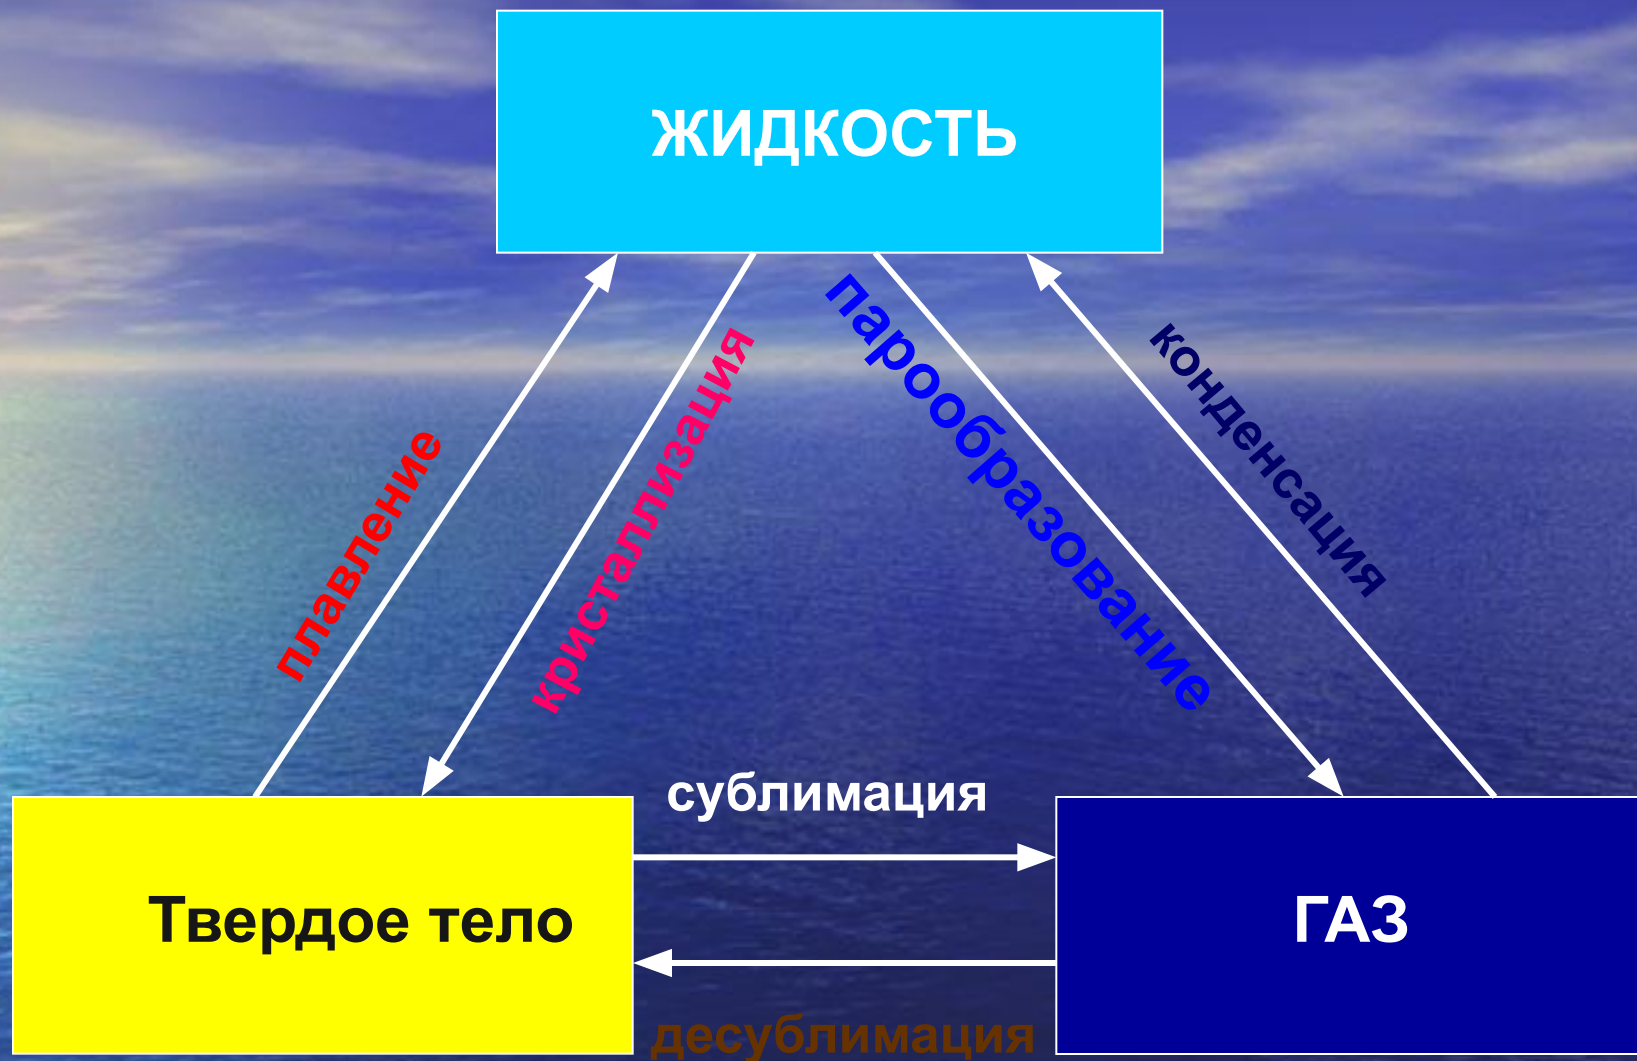 ЖИДКОСТЬ
плавление
кристаллизация
парообразование
конденсация
сублимация
Твердое тело
ГАЗ
десублимация